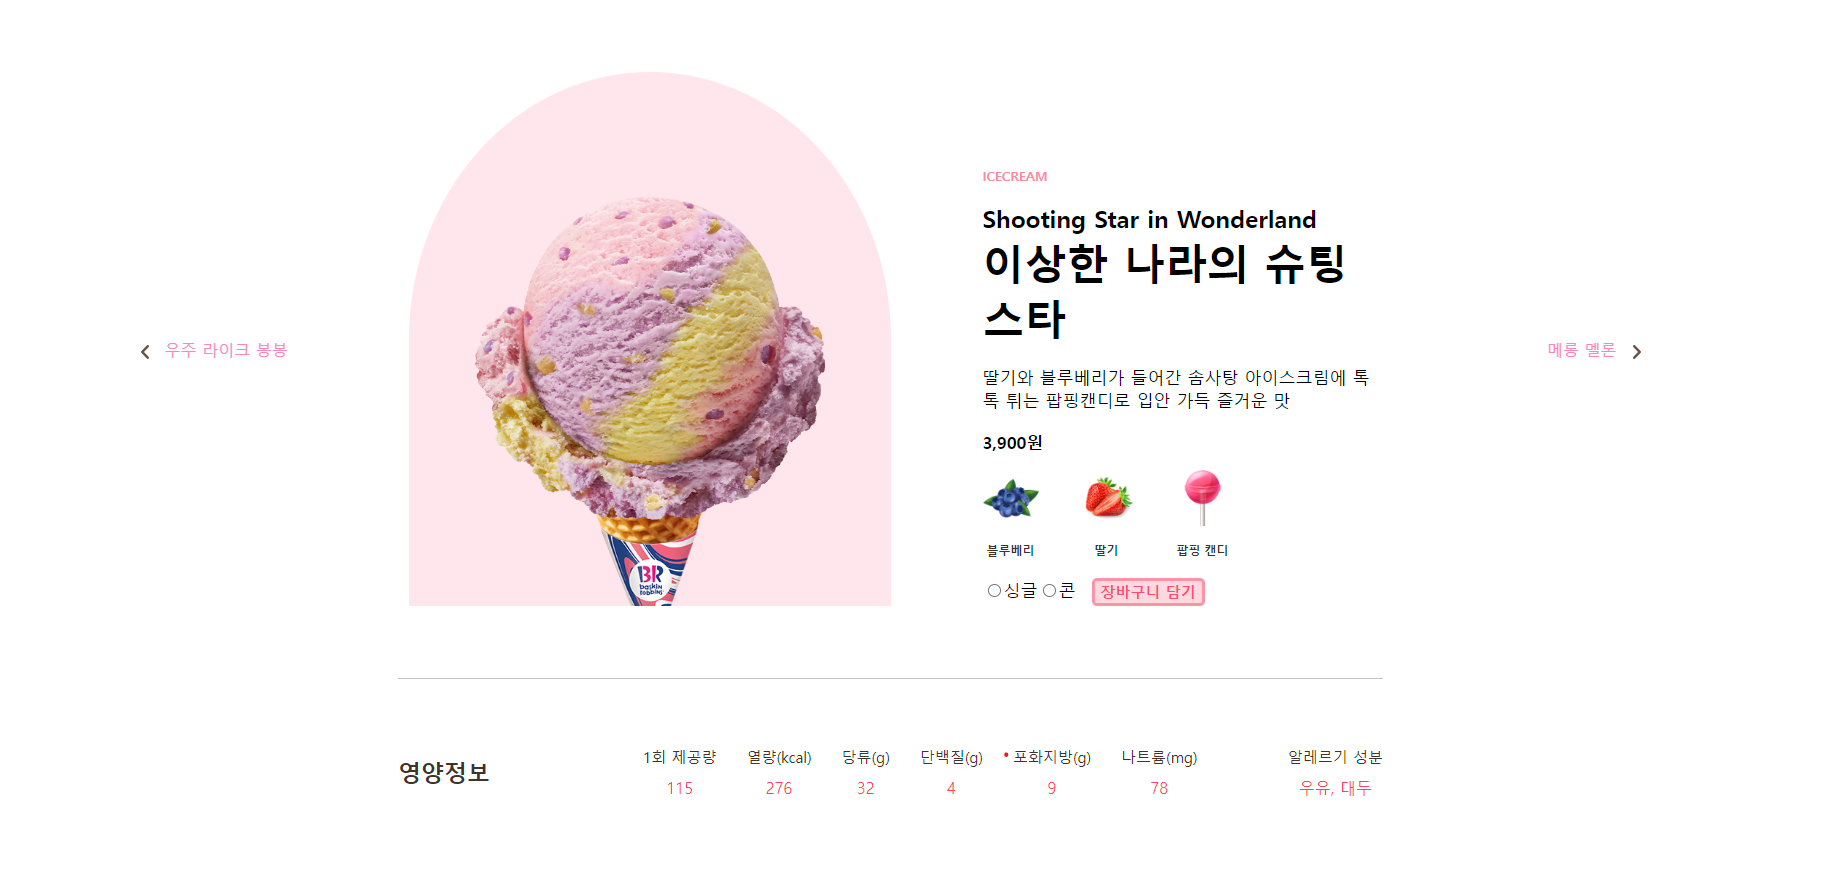 ICECREAM
Shooting Star in Wonderland
이상한 나라의 슈팅
스타
우주 라이크 봉봉
메롱 멜론
딸기와 블루베리가 들어간 솜사탕 아이스크림에 톡
톡 튀는 팝핑캔디로 입안 가득 즐거운 맛
3,900원
블루베리 딸기 팝핑 캔디
싱글 콘 장바구니 담기
BR
baskin
robbins
영양정보
1회 제공량 열량(kcal) 당류(g) 단백질(g) • 포화지방(g) 나트륨(mg) 알레르기 성분
115 276 32 4 9 78 우유, 대두